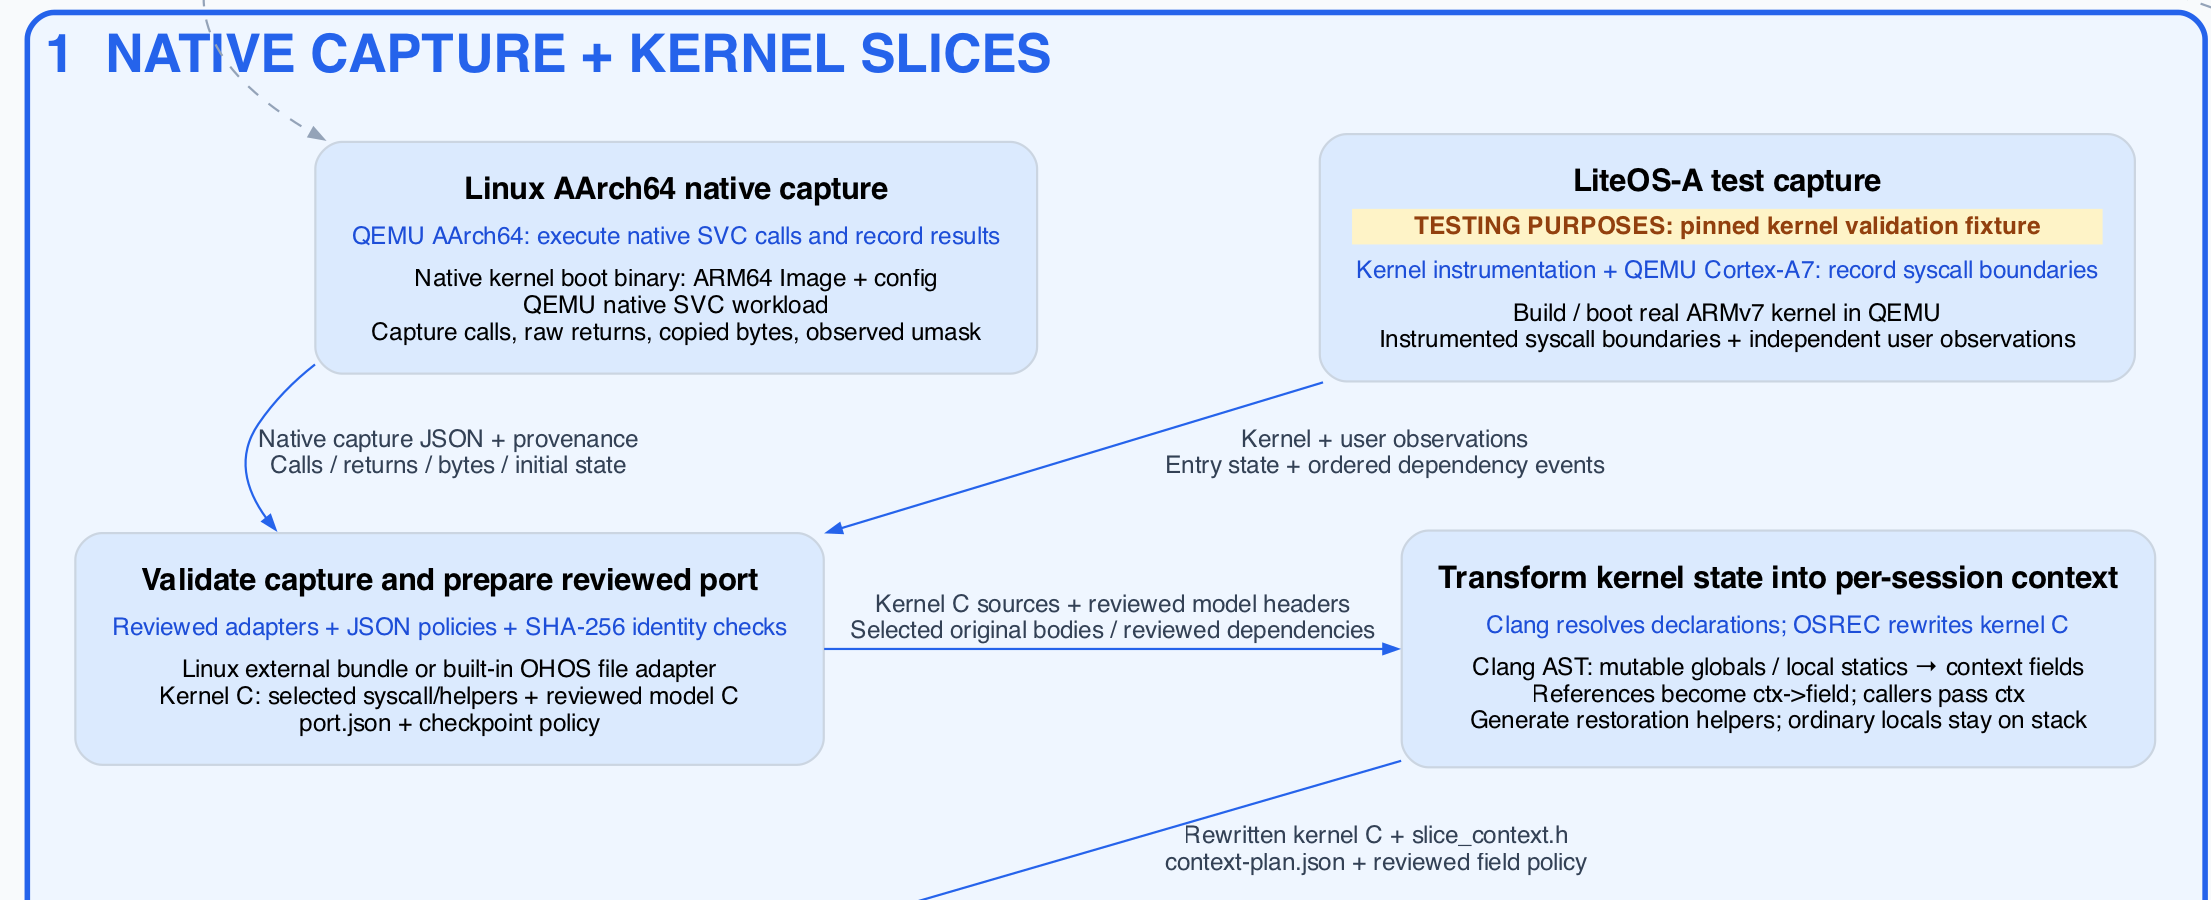 1 NATIVE CAPTURE + KERNEL SLICES
Linux AArch64 native capture
QEMU AArch64: execute native SVC calls and record results
Native kernel boot binary: ARM64 Image + config
QEMU native SVC workload
Capture calls, raw returns, copied bytes, observed umask
LiteOS-A test capture
TESTING PURPOSES: pinned kernel validation fixture
Kernel instrumentation + QEMU Cortex-A7: record syscall boundaries
Build / boot real ARMv7 kernel in QEMU
Instrumented syscall boundaries + independent user observations
Native capture JSON + provenance
Calls / returns / bytes / initial state
Kernel + user observations
Entry state + ordered dependency events
Validate capture and prepare reviewed port
Reviewed adapters + JSON policies + SHA-256 identity checks
Linux external bundle or built-in OHOS file adapter
Kernel C: selected syscall/helpers + reviewed model C
port.json + checkpoint policy
Kernel C sources + reviewed model headers
Selected original bodies / reviewed dependencies
Transform kernel state into per-session context
Clang resolves declarations; OSREC rewrites kernel C
Clang AST: mutable globals / local statics → context fields
References become ctx->field; callers pass ctx
Generate restoration helpers; ordinary locals stay on stack
Rewritten kernel C + slice_context.h
context-plan.json + reviewed field policy